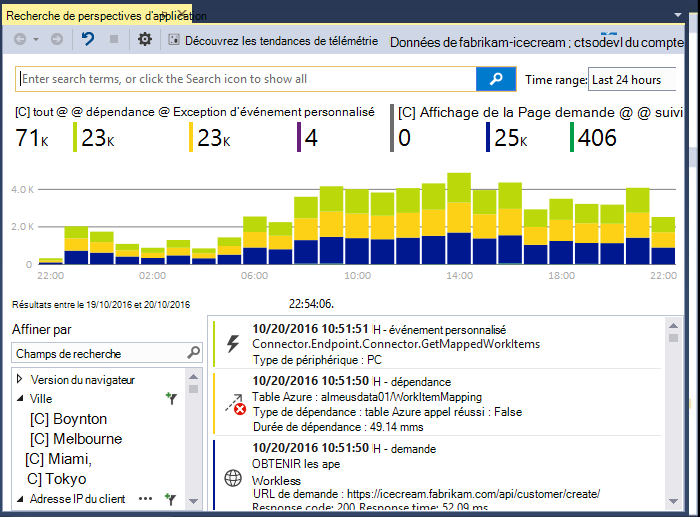 Recherche de perspectives d'application
Découvrez les tendances de télémétrie Données de fabrikam-icecream ; ctsodevl du compte
Enter search terms, or click the Search icon to show all Time range: Last 24 hours
[C] tout @ @ dépendance @ Exception d'événement personnalisé [C] Affichage de la Page demande @ @ suivi
71K 23K 23K 4 0 25K 406
4.0 K
2.0 K
0
22:00 02:00 06:00 10:00 14:00 18:00 22:00
Résultats entre le 19/10/2016 et 20/10/2016 22:54:06.
Affiner par
Champs de recherche
Version du navigateur
Ville
[C] Boynton
[C] Melbourne
[C] Miami,
[C] Tokyo
Adresse IP du client ...
10/20/2016 10:51:51 H - événement personnalisé
Connector.Endpoint.Connector.GetMappedWorkItems
Type de périphérique : PC
10/20/2016 10:51:50 H - dépendance
Table Azure : almeusdata01/WorkItemMapping
Type de dépendance : table Azure appel réussi : False
Durée de dépendance : 49.14 mms
10/20/2016 10:51:50 H - demande
OBTENIR les ape
Workless
URL de demande : https://icecream.fabrikam.com/api/customer/create/
Response code: 200 Response time: 52.09 ms